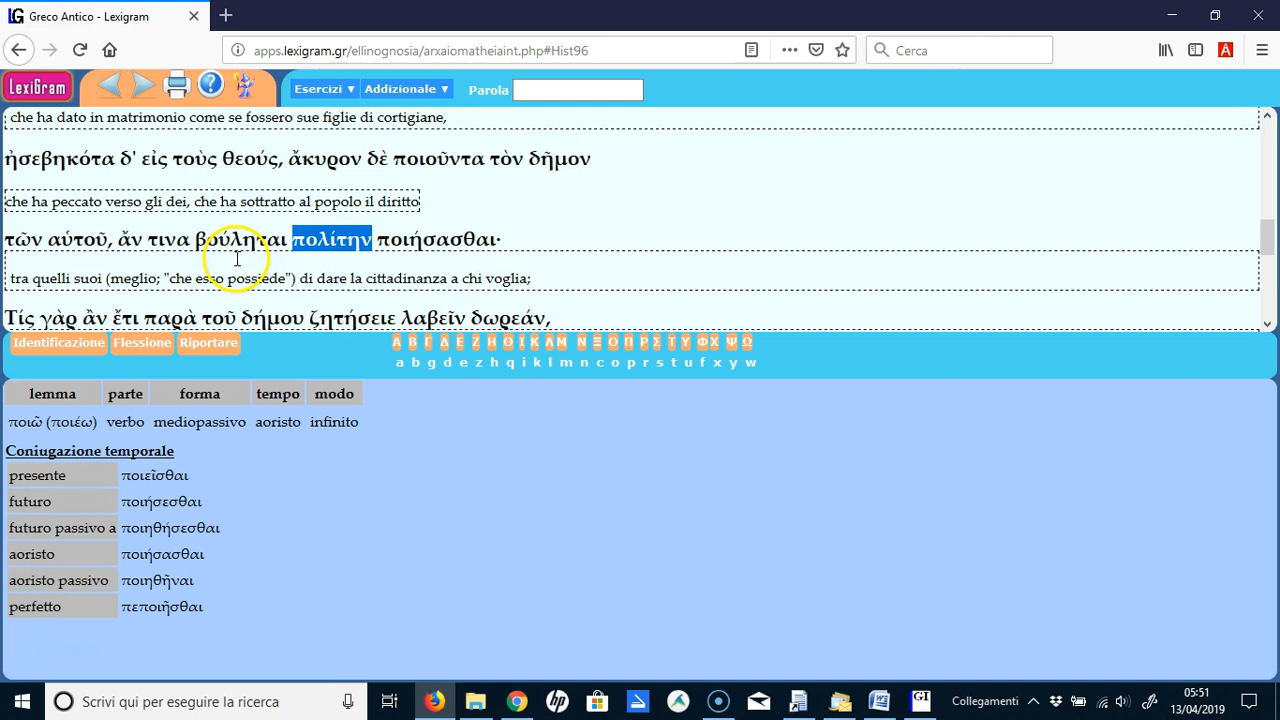 Greco Antico - Lexigram
apps.lexigram.gr/ellinognosia/arxaiomatheiaint.php#Hist96
Cerca
LEXIGRAM
Esercizi ▼ Addizionale ▼ Parola
che ha dato in matrimonio come se fossero sue figlie di cortigiane,
ἠσεβηκότα δ' εἰς τοὺς θεούς, ἄκυρον δὲ ποιοῦντα τὸν δῆμον
che ha peccato verso gli dei, che ha sottratto al popolo il diritto
τῶν αὑτοῦ, ἄν τινα βούληται πολίτην ποιήσασθαι·
tra quelli suoi (meglio; "che esso possiede") di dare la cittadinanza a chi voglia;
Τίς γὰρ ἂν ἔτι παρὰ τοῦ δήμου ζητήσειε λαβεῖν δωρεάν,
Identificazione Flessione Riportare
Α Β Γ Δ Ε Ζ Η Θ Ι Κ Λ Μ Ν Ξ Ο Π Ρ Σ Τ Υ Φ Χ Ψ Ω
a b g d e z h q i k l m n c o p r s t u f x y w
lemma parte forma tempo modo
ποιῶ (ποιέω) verbo mediopassivo aoristo infinito
Coniugazione temporale
presente ποιεῖσθαι
futuro ποιήσεσθαι
futuro passivo a ποιηθήσεσθαι
aoristo ποιήσασθαι
aoristo passivo ποιηθῆναι
perfetto πεποιῆσθαι
Scrivi qui per eseguire la ricerca
Collegamenti
05:51
13/04/2019